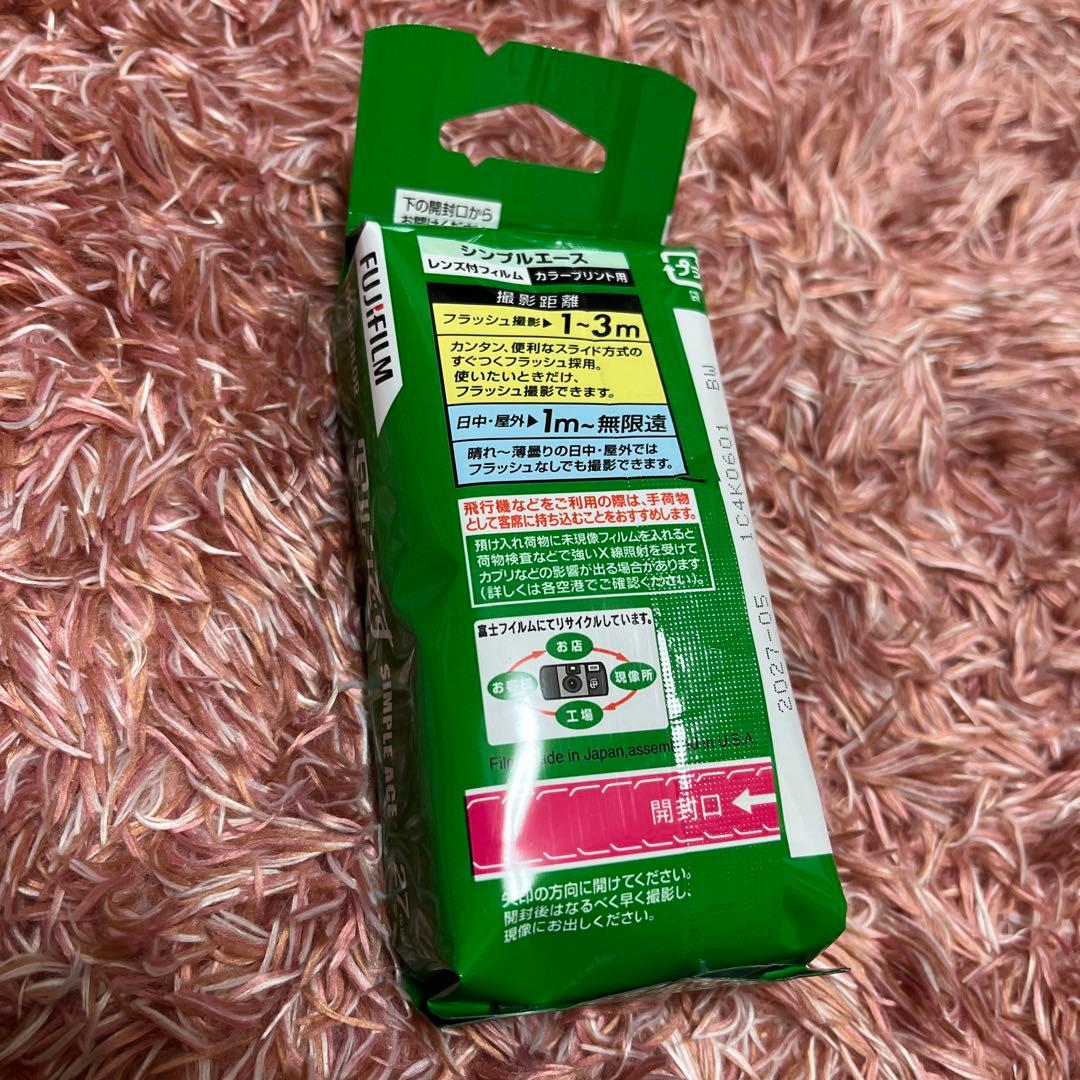 下の開封口から
FUJIFILM
シンプルエース
レンズ付フィルム カラープリント用
撮影距離
フラッシュ撮影▶1~3m
カンタン、便利なスライド方式の
すぐつくフラッシュ採用。
使いたいときだけ、
フラッシュ撮影できます。
日中・屋外▶1m~無限遠
晴れ~薄曇りの日中・屋外では
フラッシュなしでも撮影できます。
飛行機などをご利用の際は、手荷物
として客席に持ち込むことをおすすめします。
預け入れ荷物に未現像フィルムを入れると
荷物検査などで強いX線照射を受けて
カブリなどの影響が出る場合があります
(詳しくは各空港でご確認ください)。
富士フイルムにてリサイクルしています。
お店
現像所
工場
in Japan, in U.S.A.
開封口
矢印の方向に開けてください。
開封後はなるべく早く撮影し、
現像にお出しください。
SIMPLE ACE
27
2027-05 1C4K0601 BW